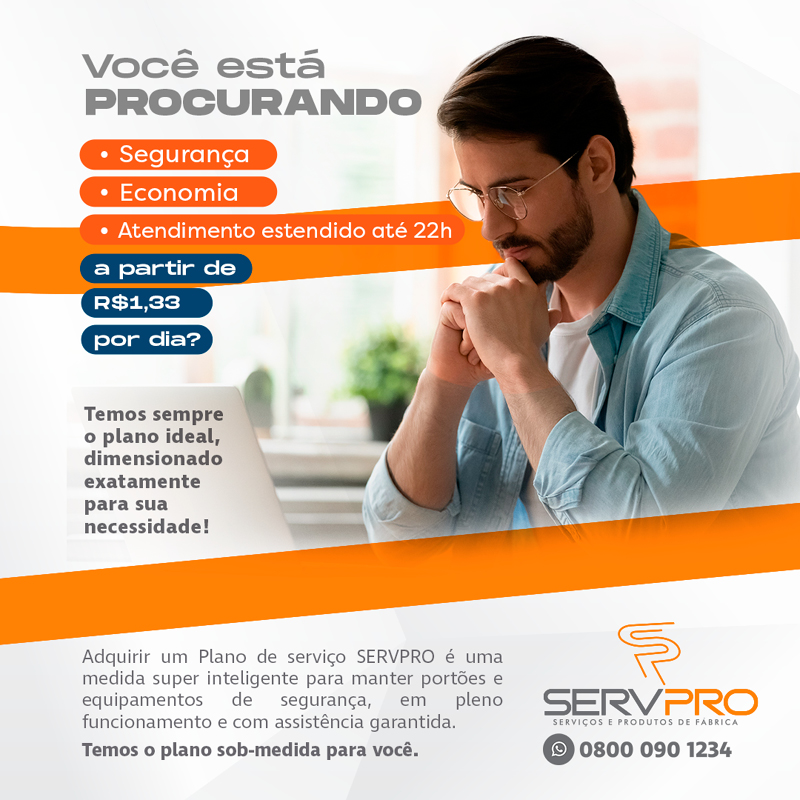 Você está
PROCURANDO
• Segurança
• Economia
• Atendimento estendido até 22h
a partir de
R$1,33
por dia?
Temos sempre
o plano ideal,
dimensionado
exatamente
para sua
necessidade!
Adquirir um Plano de serviço SERVPRO é uma
medida super inteligente para manter portões e
equipamentos de segurança, em pleno
funcionamento e com assistência garantida.
Temos o plano sob-medida para você.
SERVPRO
SERVIÇOS E PRODUTOS DE FÁBRICA
0800 090 1234